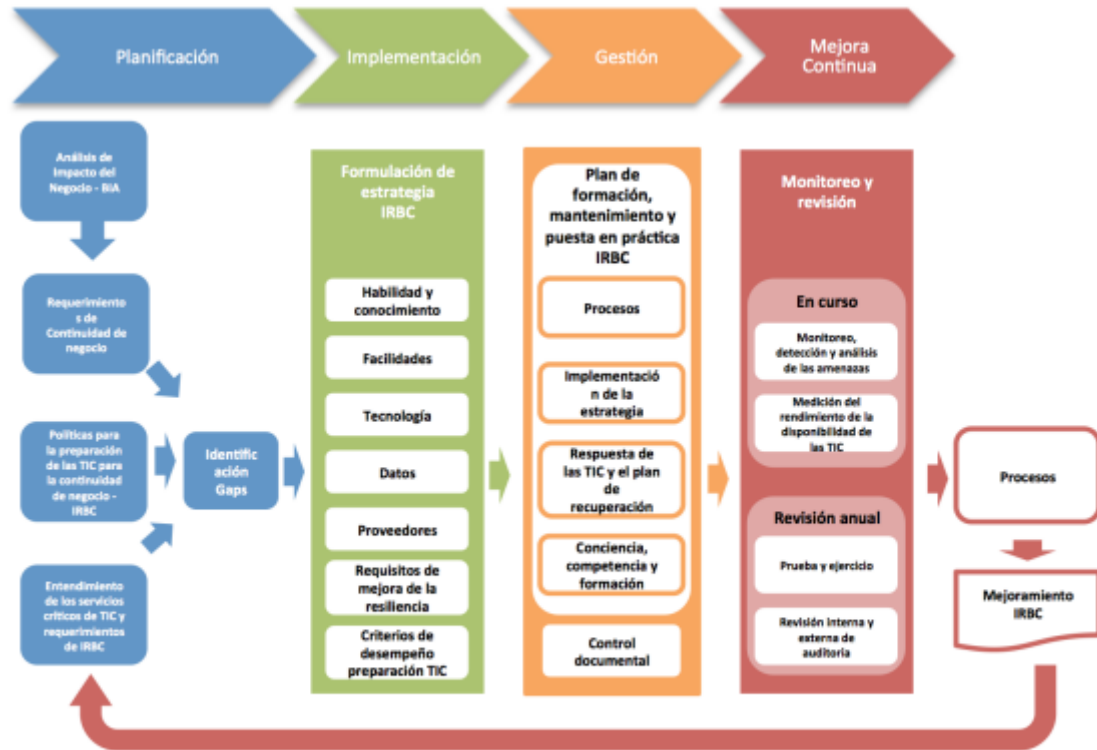 Planificación
Implementación
Gestión
Mejora
Continua
Análisis de
Impacto del
Negocio - BIA
Requerimiento
s de
Continuidad de
negocio
Políticas para
la preparación
de las TIC para
la continuidad
de negocio -
IRBC
Entendimiento
de los servicios
críticos de TIC y
requerimientos
de IRBC
Identific
ación
Gaps
Formulación de
estrategia
IRBC
Habilidad y
conocimiento
Facilidades
Tecnología
Datos
Proveedores
Requisitos de
mejora de la
resiliencia
Criterios de
desempeño
preparación TIC
Plan de
formación,
mantenimiento y
puesta en práctica
IRBC
Procesos
Implementació
n de la
estrategia
Respuesta de
las TIC y el plan
de
recuperación
Conciencia,
competencia y
formación
Control
documental
Monitoreo y
revisión
En curso
Monitoreo,
detección y análisis
de las amenazas
Medición del
rendimiento de la
disponibilidad de
las TIC
Revisión anual
Prueba y ejercicio
Revisión interna y
externa de
auditoria
Procesos
Mejoramiento
IRBC